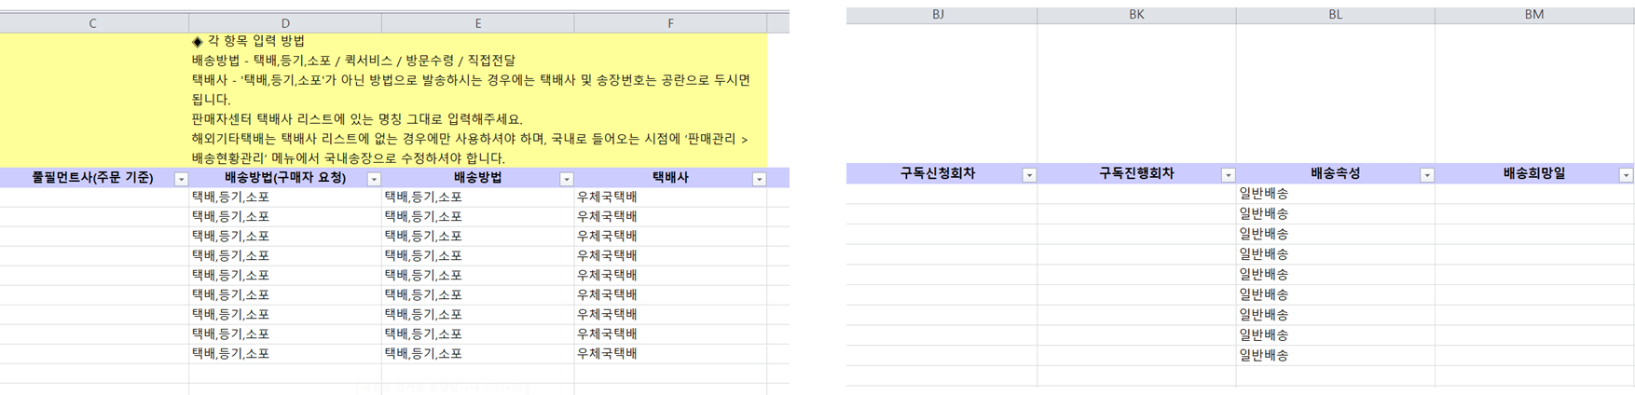 C D E F
◈ 각 항목 입력 방법
배송방법 - 택배,등기,소포 / 퀵서비스 / 방문수령 / 직접전달
택배사 - '택배,등기,소포'가 아닌 방법으로 발송하시는 경우에는 택배사 및 송장번호는 공란으로 두시면
됩니다.
판매자센터 택배사 리스트에 있는 명칭 그대로 입력해주세요.
해외기타택배는 택배사 리스트에 없는 경우에만 사용하셔야 하며, 국내로 들어오는 시점에 '판매관리 >
배송현황관리' 메뉴에서 국내송장으로 수정하셔야 합니다.
풀필먼트사(주문 기준) 배송방법(구매자 요청) 배송방법 택배사
택배,등기,소포 택배,등기,소포 우체국택배
택배,등기,소포 택배,등기,소포 우체국택배
택배,등기,소포 택배,등기,소포 우체국택배
택배,등기,소포 택배,등기,소포 우체국택배
택배,등기,소포 택배,등기,소포 우체국택배
택배,등기,소포 택배,등기,소포 우체국택배
택배,등기,소포 택배,등기,소포 우체국택배
택배,등기,소포 택배,등기,소포 우체국택배
택배,등기,소포 택배,등기,소포 우체국택배
BJ BK BL BM
구독신청회차 구독진행회차 배송속성 배송희망일
일반배송
일반배송
일반배송
일반배송
일반배송
일반배송
일반배송
일반배송
일반배송